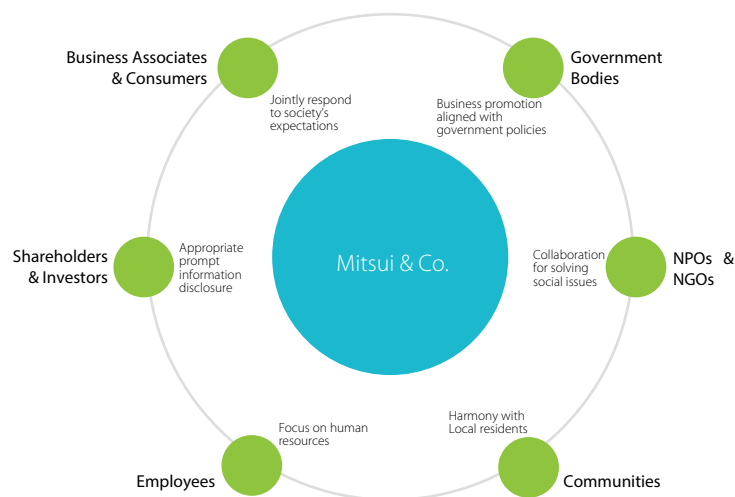 Business Associates
& Consumers
Jointly respond
to society's
expectations
Government
Bodies
Business promotion
aligned with
government policies
Shareholders
& Investors
Appropriate
prompt
information
disclosure
Mitsui & Co.
Collaboration
for solving
social issues
NPOs &
NGOs
Focus on human
resources
Employees
Harmony with
Local residents
Communities